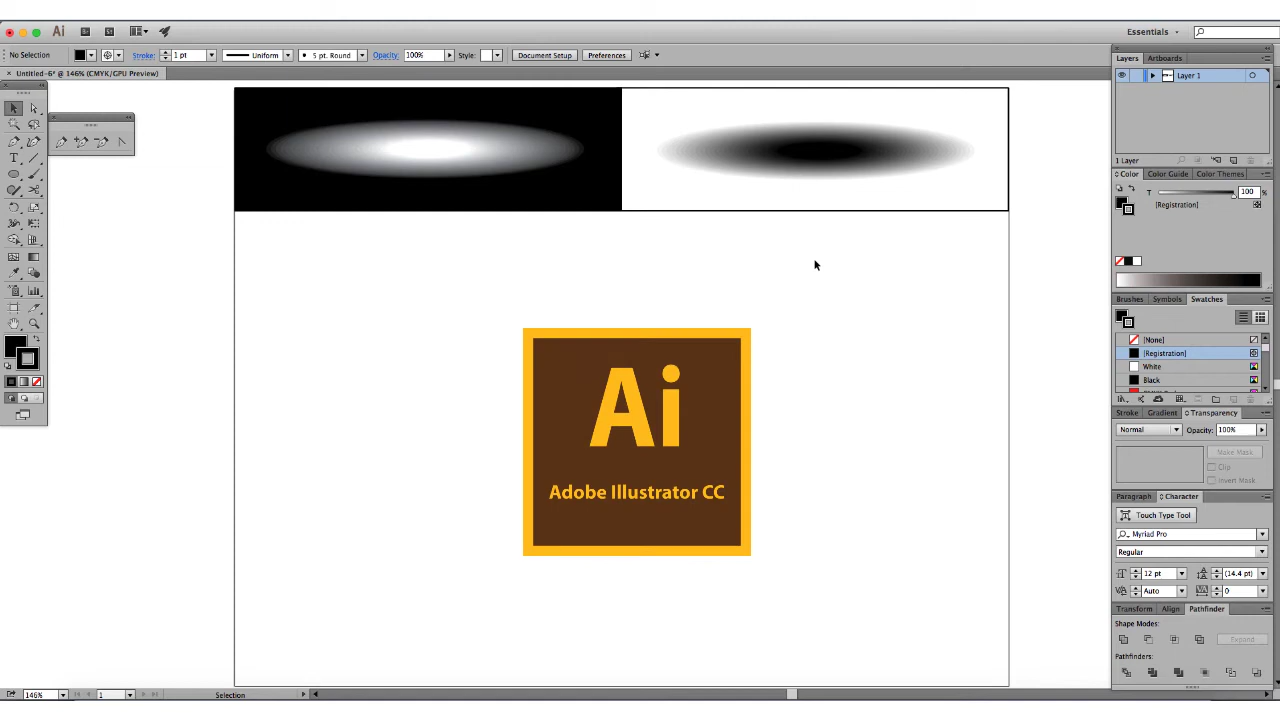 Ai Br St Essentials
No Selection Stroke: 1 pt Uniform 5 pt. Round Opacity: 100% Style: Document Setup Preferences
Untitled -6* @ 146% (CMYK/GPU Preview)
Layers Artboards
Layer 1
1 Layer
Color Color Guide Color Themes
T 100 %
[Registration]
Brushes Symbols Swatches
[None]
[Registration]
White
Black
Stroke Gradient Transparency
Normal Opacity: 100%
Make Mask
Clip
Invert Mask
Paragraph Character
Touch Type Tool
Myriad Pro
Regular
12 pt (14.4 pt)
Auto 0
Transform Align Pathfinder
Shape Modes:
Expand
Pathfinders:
Ai
Adobe Illustrator CC
146% 1 Selection